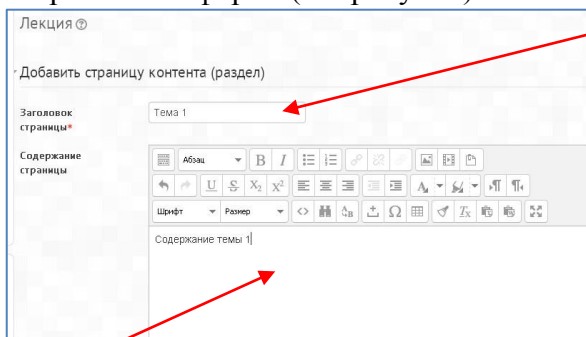 Лекция
Добавить страницу контента (раздел)
Заголовок страницы*
Тема 1
Содержание страницы
Абзац
Шрифт Размер
Содержание темы 1